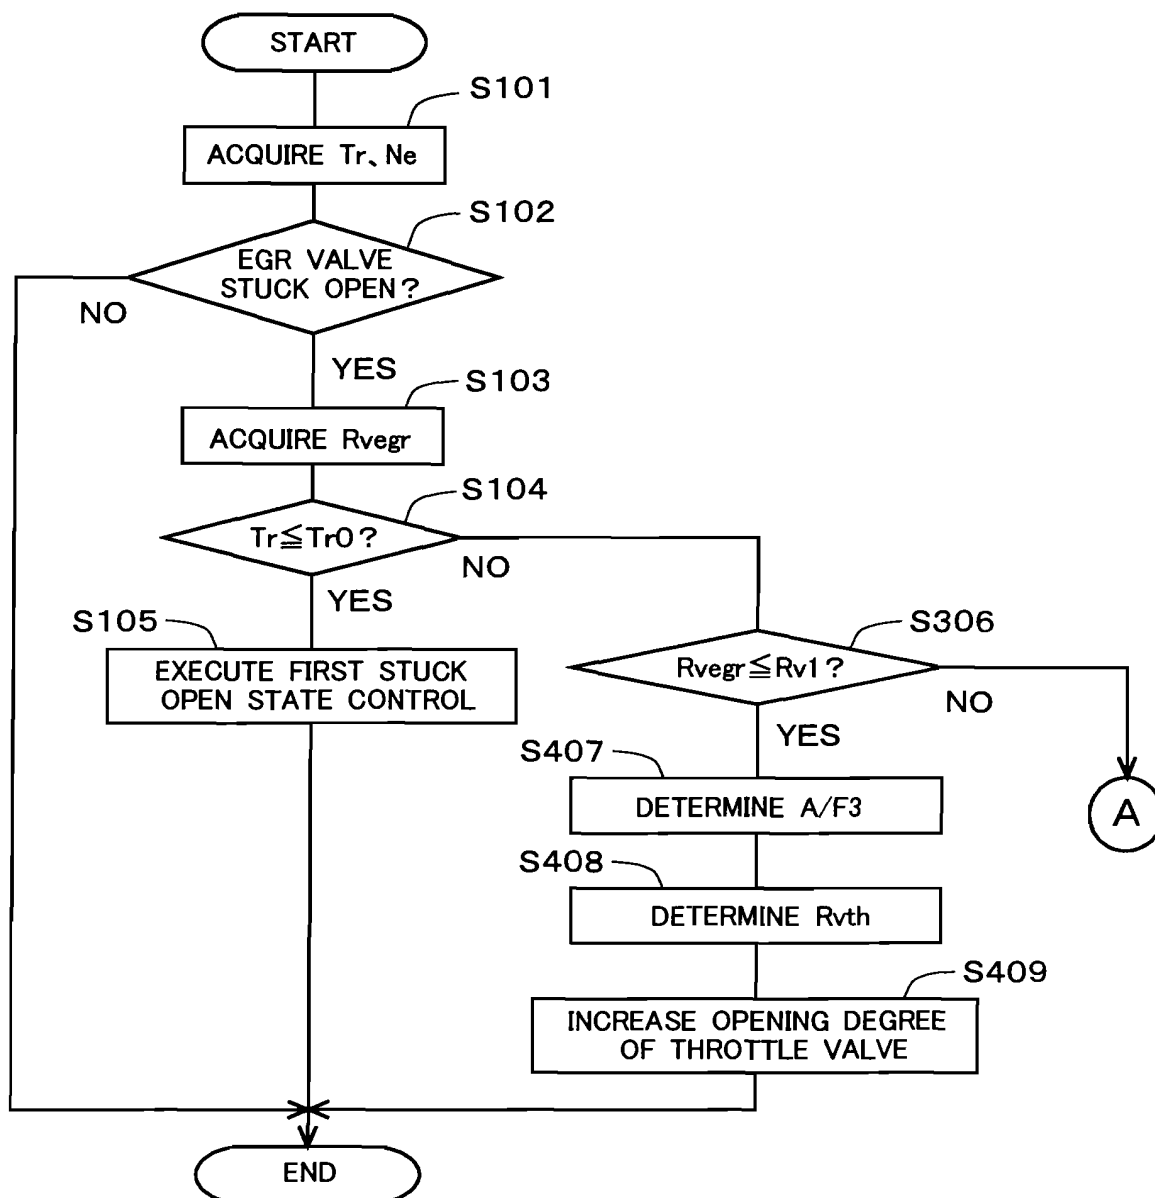 START
S101
ACQUIRE Tr、Ne
S102
EGR VALVE
STUCK OPEN?
NO
YES
S103
ACQUIRE Rvegr
S104
Tr≦Tr0?
NO
YES
S105
EXECUTE FIRST STUCK
OPEN STATE CONTROL
S306
Rvegr≦Rv1?
NO
YES
S407
DETERMINE A/F3
A
S408
DETERMINE Rvth
S409
INCREASE OPENING DEGREE
OF THROTTLE VALVE
END